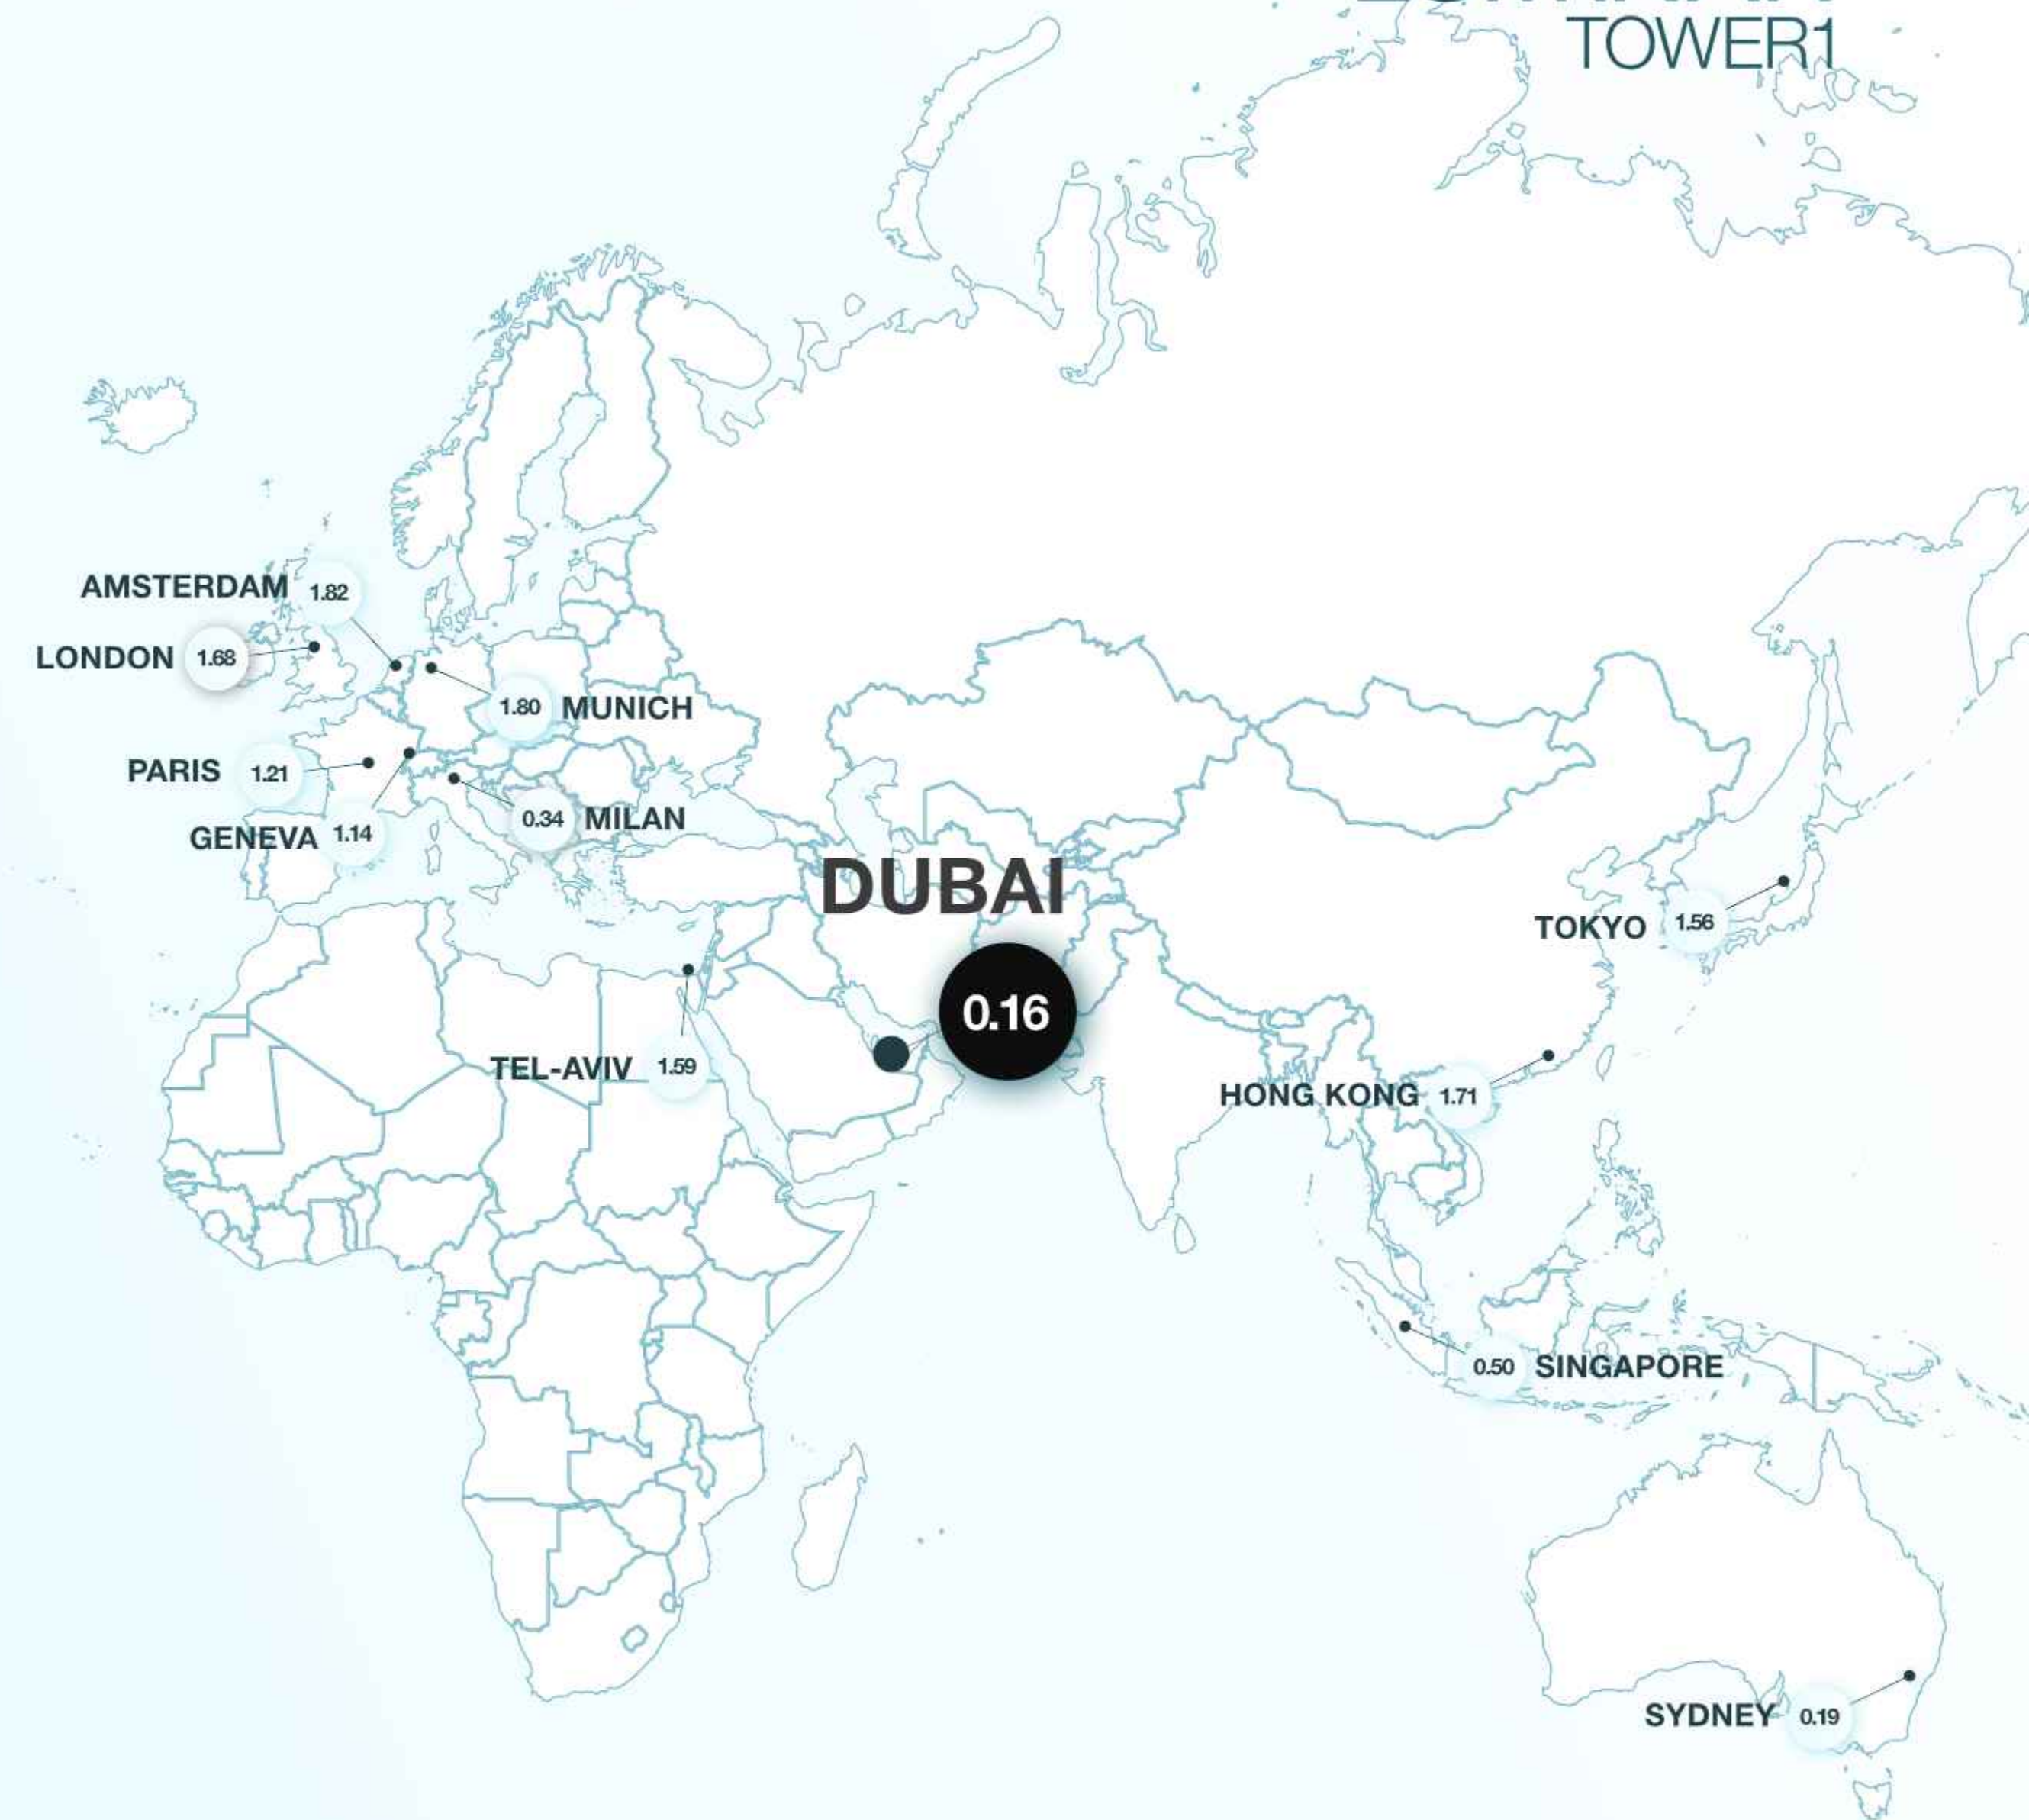 TOWER1
AMSTERDAM 1.82
LONDON 1.68
1.80 MUNICH
PARIS 1.21
GENEVA 1.14
0.34 MILAN
DUBAI
0.16
TOKYO 1.56
TEL-AVIV 1.59
HONG KONG 1.71
0.50 SINGAPORE
SYDNEY 0.19